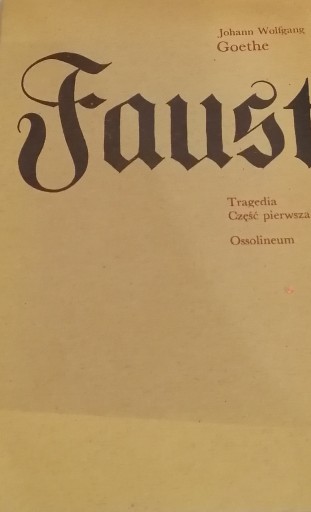 Johann Wolfgang
Goethe
Faust
Tragedia
Część pierwsza
Ossolineum